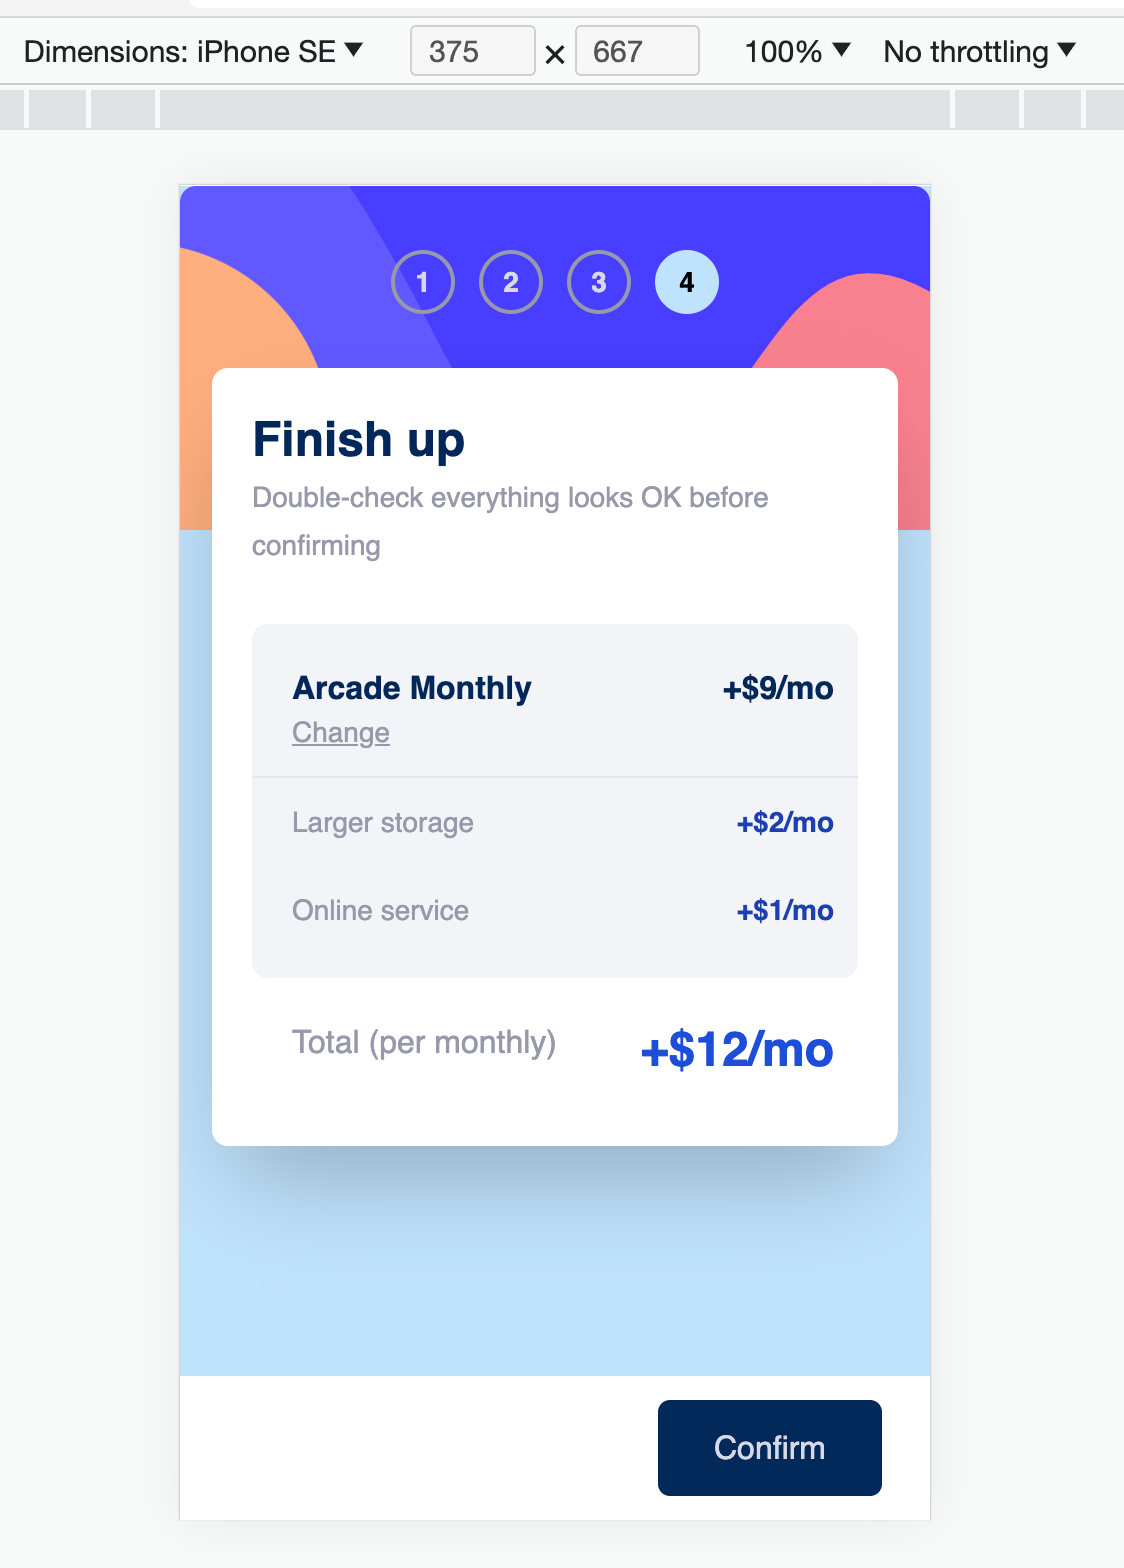 Dimensions: iPhone SE ▼ 375 × 667 100% ▼ No throttling ▼
1 2 3 4
Finish up
Double-check everything looks OK before
confirming
Arcade Monthly +$9/mo
Change
Larger storage +$2/mo
Online service +$1/mo
Total (per monthly) +$12/mo
Confirm